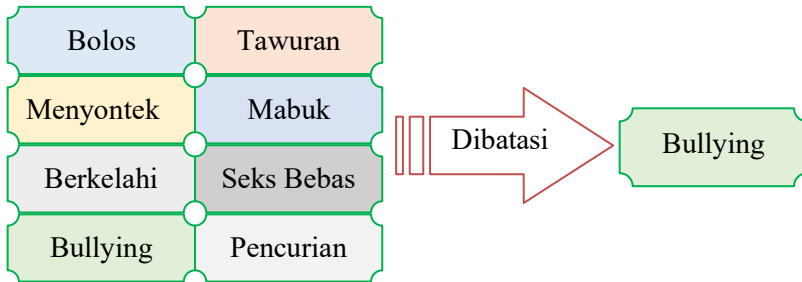 Bolos
Tawuran
Menyontek
Mabuk
Berkelahi
Seks Bebas
Bullying
Pencurian
Dibatasi
Bullying